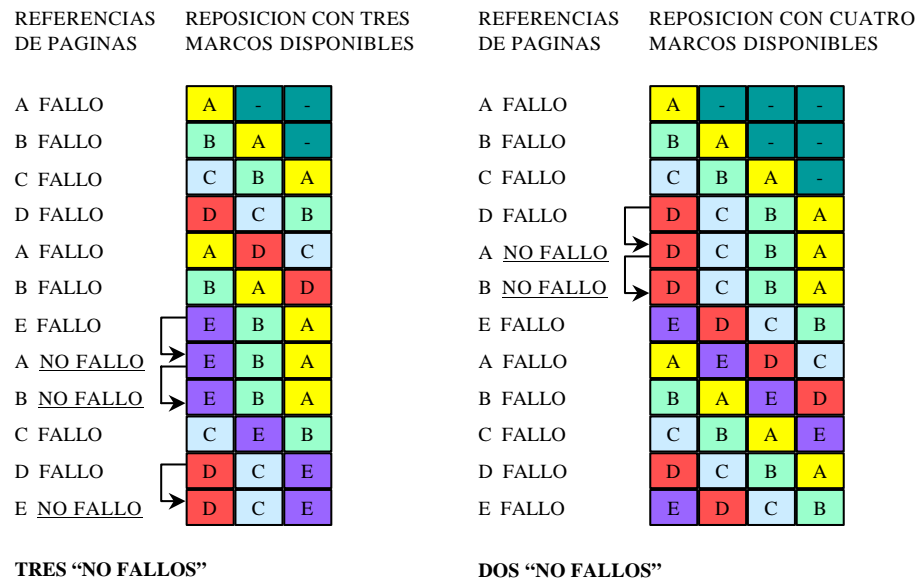 REFERENCIAS DE PAGINAS REPOSICION CON TRES MARCOS DISPONIBLES
A FALLO A - -
B FALLO B A -
C FALLO C B A
D FALLO D C B
A FALLO A D C
B FALLO B A D
E FALLO E B A
A NO FALLO E B A
B NO FALLO E B A
C FALLO C E B
D FALLO D C E
E NO FALLO D C E
TRES “NO FALLOS”
REFERENCIAS DE PAGINAS REPOSICION CON CUATRO MARCOS DISPONIBLES
A FALLO A - - -
B FALLO B A - -
C FALLO C B A -
D FALLO D C B A
A NO FALLO D C B A
B NO FALLO D C B A
E FALLO E D C B
A FALLO A E D C
B FALLO B A E D
C FALLO C B A E
D FALLO D C B A
E FALLO E D C B
DOS “NO FALLOS”